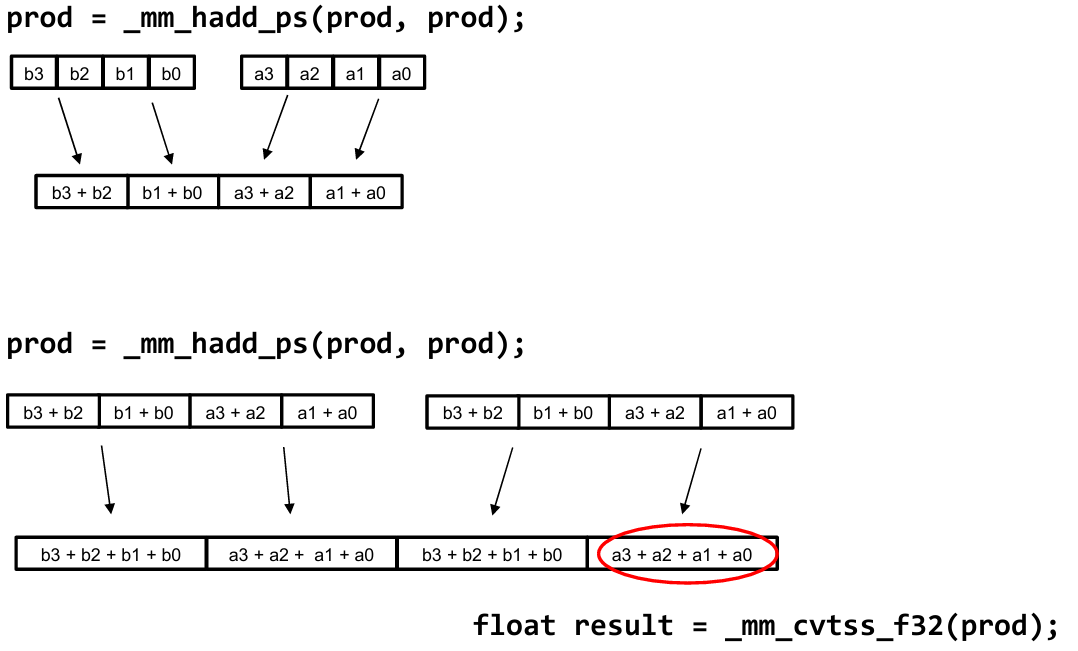 prod = _mm_hadd_ps(prod, prod);
b3 b2 b1 b0 a3 a2 a1 a0
b3 + b2 b1 + b0 a3 + a2 a1 + a0
prod = _mm_hadd_ps(prod, prod);
b3 + b2 b1 + b0 a3 + a2 a1 + a0 b3 + b2 b1 + b0 a3 + a2 a1 + a0
b3 + b2 + b1 + b0 a3 + a2 + a1 + a0 b3 + b2 + b1 + b0 a3 + a2 + a1 + a0
float result = _mm_cvtss_f32(prod);